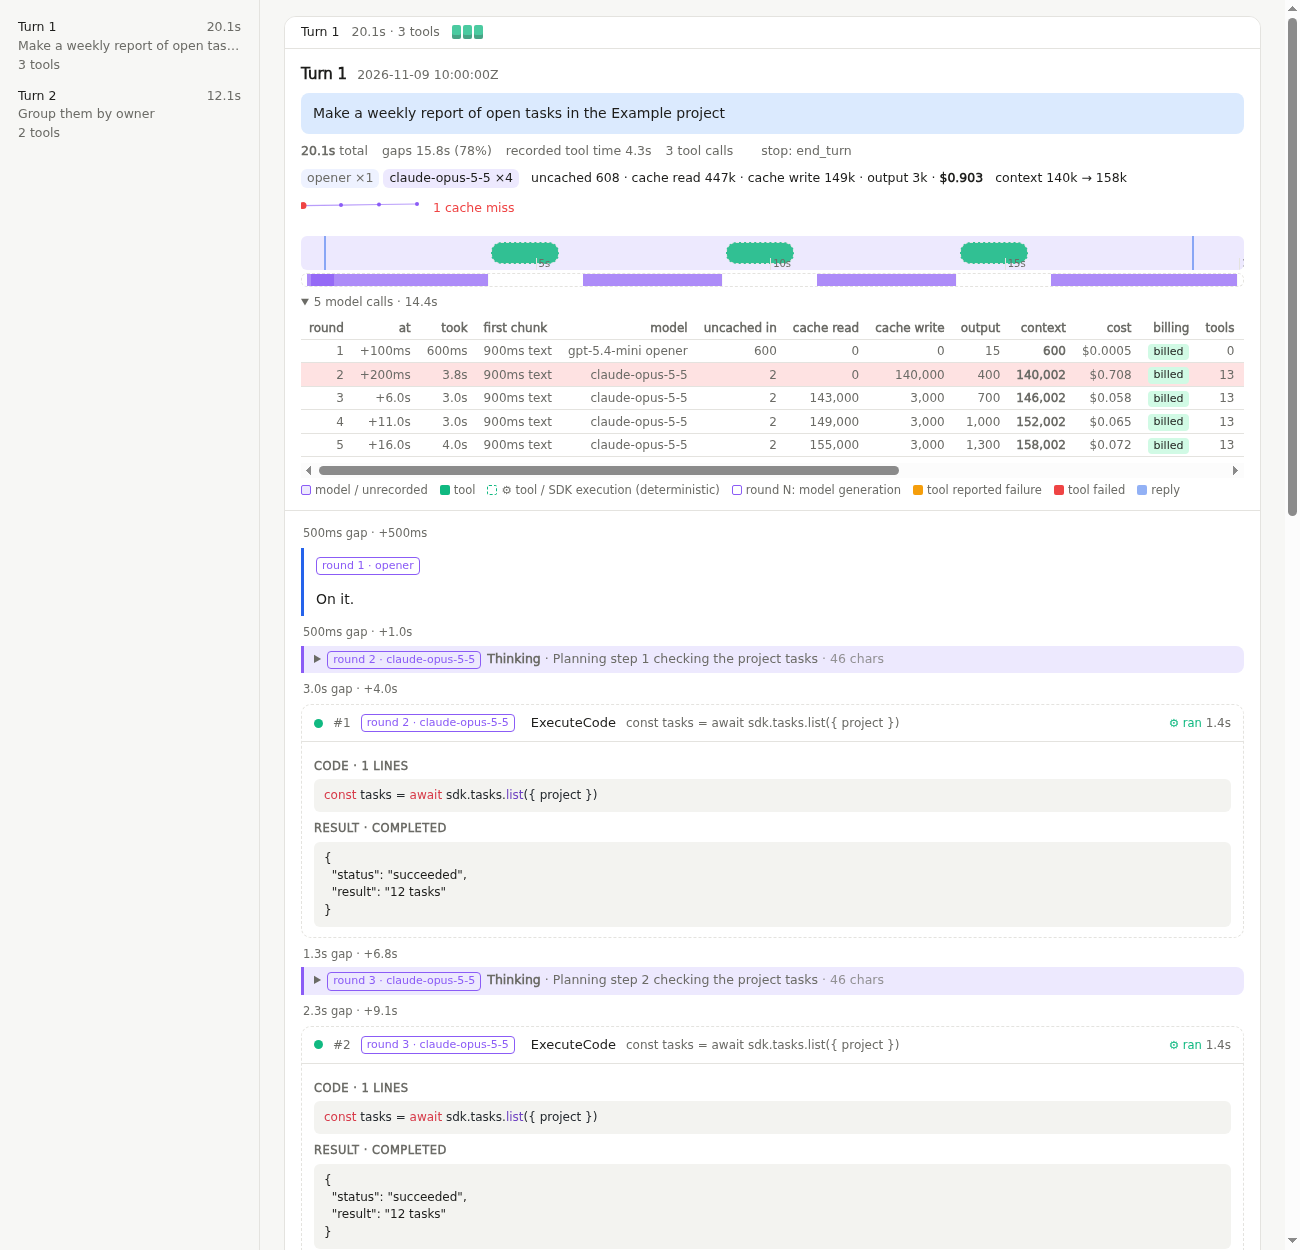 Turn 1 20.1s
Make a weekly report of open tas…
3 tools
Turn 2 12.1s
Group them by owner
2 tools
Turn 1 20.1s · 3 tools
Turn 1 2026-11-09 10:00:00Z
Make a weekly report of open tasks in the Example project
20.1s total gaps 15.8s (78%) recorded tool time 4.3s 3 tool calls stop: end_turn
opener ×1 claude-opus-5-5 ×4 uncached 608 · cache read 447k · cache write 149k · output 3k · $0.903 context 140k → 158k
1 cache miss
5s 10s 15s
▼ 5 model calls · 14.4s
round at took first chunk model uncached in cache read cache write output context cost billing tools
1 +100ms 600ms 900ms text gpt-5.4-mini opener 600 0 0 15 600 $0.0005 billed 0
2 +200ms 3.8s 900ms text claude-opus-5-5 2 0 140,000 400 140,002 $0.708 billed 13
3 +6.0s 3.0s 900ms text claude-opus-5-5 2 143,000 3,000 700 146,002 $0.058 billed 13
4 +11.0s 3.0s 900ms text claude-opus-5-5 2 149,000 3,000 1,000 152,002 $0.065 billed 13
5 +16.0s 4.0s 900ms text claude-opus-5-5 2 155,000 3,000 1,300 158,002 $0.072 billed 13
model / unrecorded tool ⚙ tool / SDK execution (deterministic) round N: model generation tool reported failure tool failed reply
500ms gap · +500ms
round 1 · opener
On it.
500ms gap · +1.0s
▶ round 2 · claude-opus-5-5 Thinking · Planning step 1 checking the project tasks · 46 chars
3.0s gap · +4.0s
#1 round 2 · claude-opus-5-5 ExecuteCode const tasks = await sdk.tasks.list({ project }) ⚙ ran 1.4s
CODE · 1 LINES
const tasks = await sdk.tasks.list({ project })
RESULT · COMPLETED
{
"status": "succeeded",
"result": "12 tasks"
}
1.3s gap · +6.8s
▶ round 3 · claude-opus-5-5 Thinking · Planning step 2 checking the project tasks · 46 chars
2.3s gap · +9.1s
#2 round 3 · claude-opus-5-5 ExecuteCode const tasks = await sdk.tasks.list({ project }) ⚙ ran 1.4s
CODE · 1 LINES
const tasks = await sdk.tasks.list({ project })
RESULT · COMPLETED
{
"status": "succeeded",
"result": "12 tasks"
}